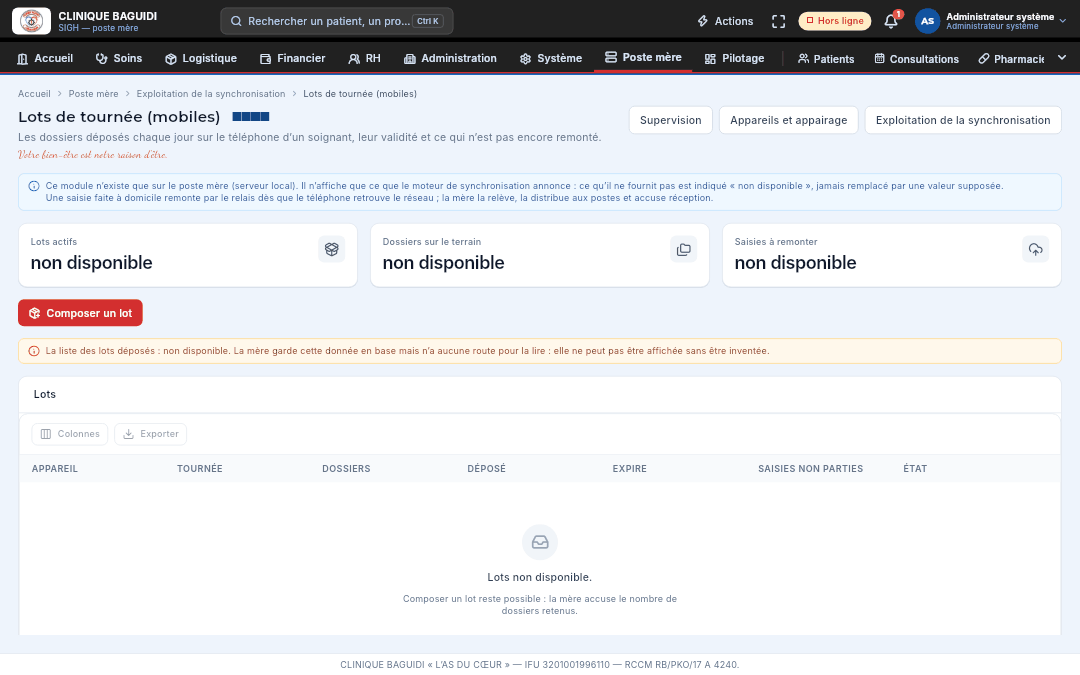 CLINIQUE BAGUIDI
SIGH — poste mère
Rechercher un patient, un pro... Ctrl K
Actions
Hors ligne
1
AS
Administrateur système
Administrateur système
Accueil
Soins
Logistique
Financier
RH
Administration
Système
Poste mère
Pilotage
Patients
Consultations
Pharmacie
Accueil > Poste mère > Exploitation de la synchronisation > Lots de tournée (mobiles)
Lots de tournée (mobiles)
Les dossiers déposés chaque jour sur le téléphone d'un soignant, leur validité et ce qui n'est pas encore remonté.
Votre bien-être est notre raison d'être.
Supervision
Appareils et appairage
Exploitation de la synchronisation
Ce module n'existe que sur le poste mère (serveur local). Il n'affiche que ce que le moteur de synchronisation annonce : ce qu'il ne fournit pas est indiqué « non disponible », jamais remplacé par une valeur supposée.
Une saisie faite à domicile remonte par le relais dès que le téléphone retrouve le réseau ; la mère la relève, la distribue aux postes et accuse réception.
Lots actifs
non disponible
Dossiers sur le terrain
non disponible
Saisies à remonter
non disponible
Composer un lot
La liste des lots déposés : non disponible. La mère garde cette donnée en base mais n'a aucune route pour la lire : elle ne peut pas être affichée sans être inventée.
Lots
Colonnes
Exporter
APPAREIL TOURNÉE DOSSIERS DÉPOSÉ EXPIRE SAISIES NON PARTIES ÉTAT
Lots non disponible.
Composer un lot reste possible : la mère accuse le nombre de
dossiers retenus.
CLINIQUE BAGUIDI « L'AS DU CŒUR » — IFU 3201001996110 — RCCM RB/PKO/17 A 4240.